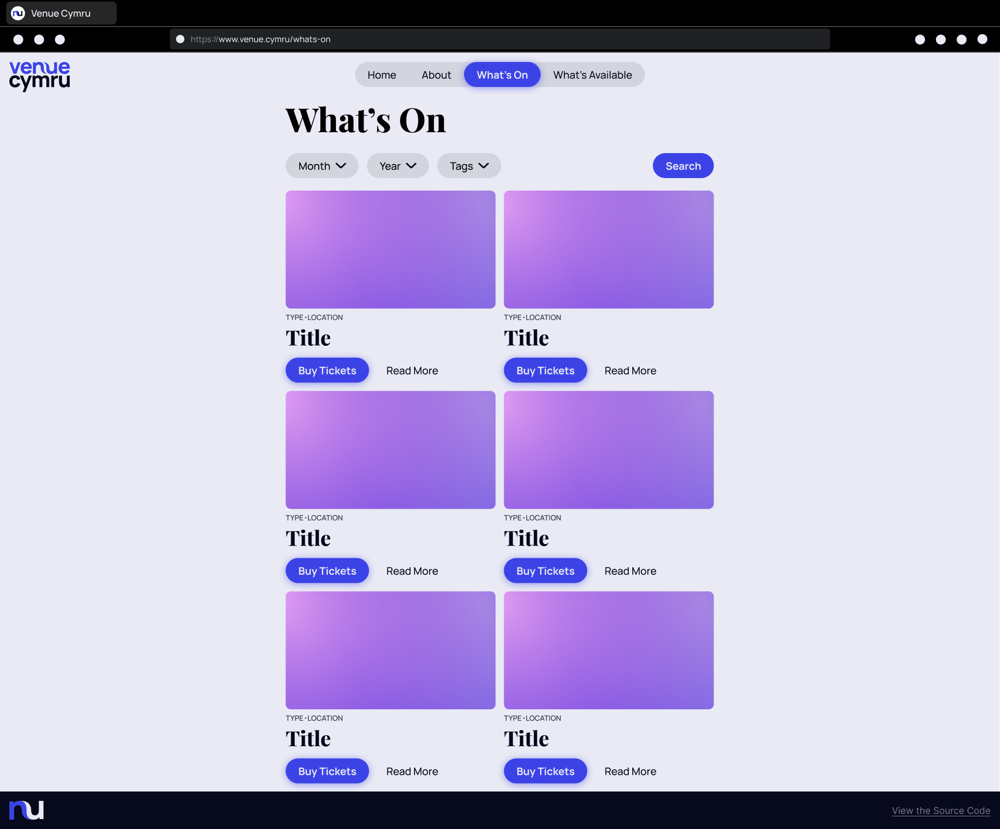 Venue Cymru
https://www.venue.cymru/whats-on
venue
cymru
Home About What's On What's Available
What's On
Month Year Tags Search
TYPE•LOCATION TYPE•LOCATION
Title Title
Buy Tickets Read More Buy Tickets Read More
TYPE•LOCATION TYPE•LOCATION
Title Title
Buy Tickets Read More Buy Tickets Read More
TYPE•LOCATION TYPE•LOCATION
Title Title
Buy Tickets Read More Buy Tickets Read More
nu View the Source Code